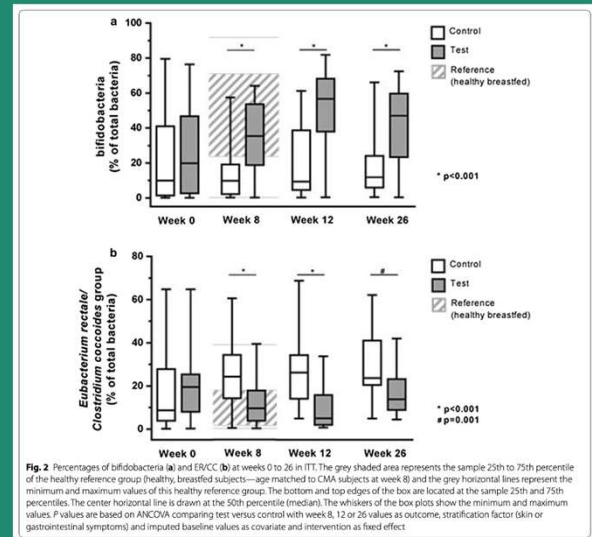 a
100
80
60
40
20
0
bifidobacteria
(% of total bacteria)
*
*
*
Week 0
Week 8
Week 12
Week 26
Control
Test
Reference
(healthy breastfed)
* p<0.001
b
80
60
40
20
0
Eubacterium rectale/
Clostridium coccoides group
(% of total bacteria)
*
*
#
Week 0
Week 8
Week 12
Week 26
Control
Test
Reference
(healthy breastfed)
* p<0.001
# p=0.001
Fig. 2 Percentages of bifidobacteria (a) and ER/CC (b) at weeks 0 to 26 in ITT. The grey shaded area represents the sample 25th to 75th percentile
of the healthy reference group (healthy, breastfed subjects—age matched to CMA subjects at week 8) and the grey horizontal lines represent the
minimum and maximum values of this healthy reference group. The bottom and top edges of the box are located at the sample 25th and 75th
percentiles. The center horizontal line is drawn at the 50th percentile (median). The whiskers of the box plots show the minimum and maximum
values. P values are based on ANCOVA comparing test versus control with week 8, 12 or 26 values as outcome, stratification factor (skin or
gastrointestinal symptoms) and imputed baseline values as covariate and intervention as fixed effect